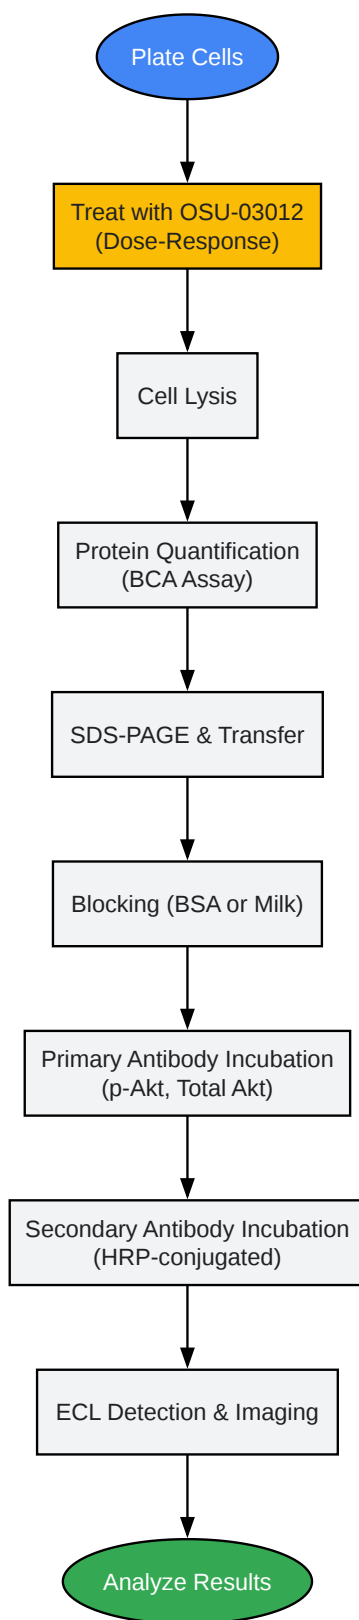 Plate Cells
Treat with OSU-03012
(Dose-Response)
Cell Lysis
Protein Quantification
(BCA Assay)
SDS-PAGE & Transfer
Blocking (BSA or Milk)
Primary Antibody Incubation
(p-Akt, Total Akt)
Secondary Antibody Incubation
(HRP-conjugated)
ECL Detection & Imaging
Analyze Results